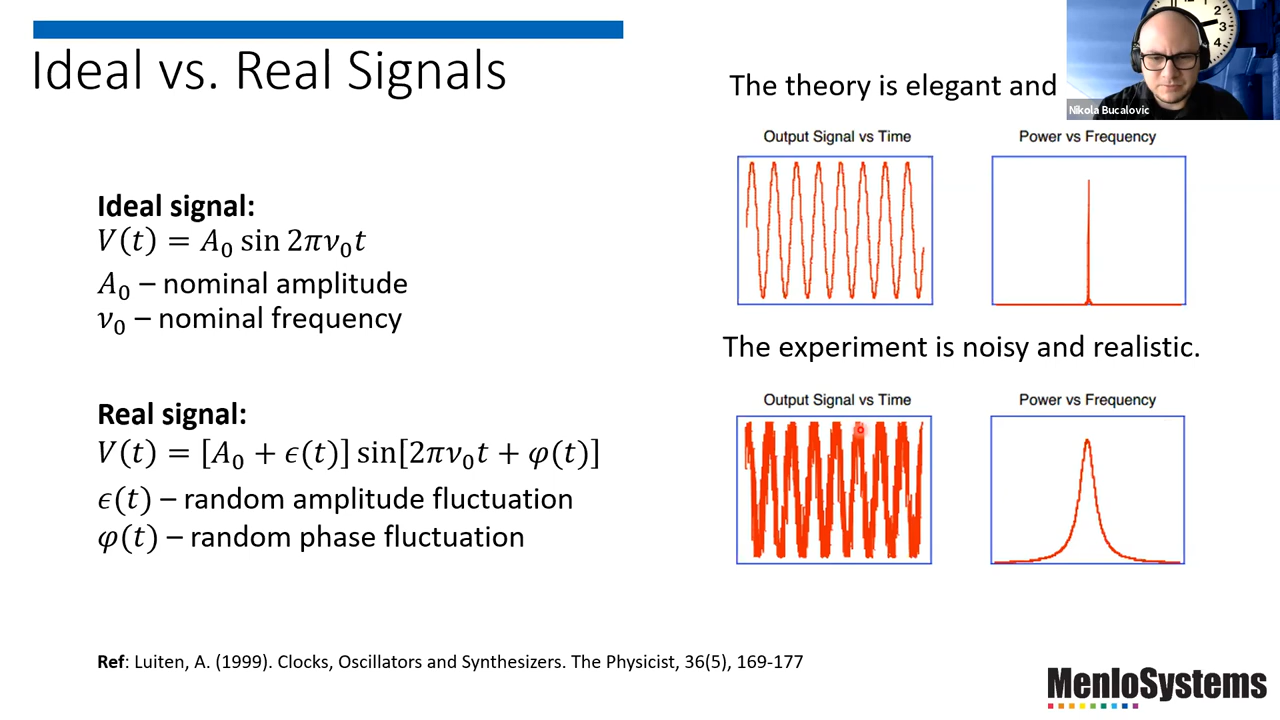 Ideal vs. Real Signals
The theory is elegant and
Nikola Bucalovic
2
3
4
Output Signal vs Time
Power vs Frequency
Ideal signal:
V(t) = A₀ sin 2πν₀t
A₀ – nominal amplitude
ν₀ – nominal frequency
The experiment is noisy and realistic.
Output Signal vs Time
Power vs Frequency
Real signal:
V(t) = [A₀ + ϵ(t)] sin[2πν₀t + φ(t)]
ϵ(t) – random amplitude fluctuation
φ(t) – random phase fluctuation
Ref: Luiten, A. (1999). Clocks, Oscillators and Synthesizers. The Physicist, 36(5), 169-177
MenloSystems